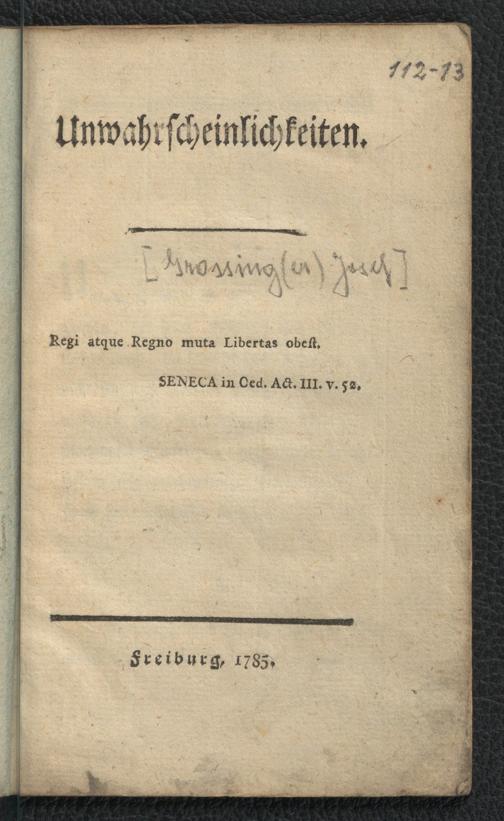 112-13
Unwahrscheinlichkeiten.
[Grossing(er) Josef]
Regi atque Regno muta Libertas obest.
SENECA in Oed. Act. III. v. 52.
Freiburg, 1785.